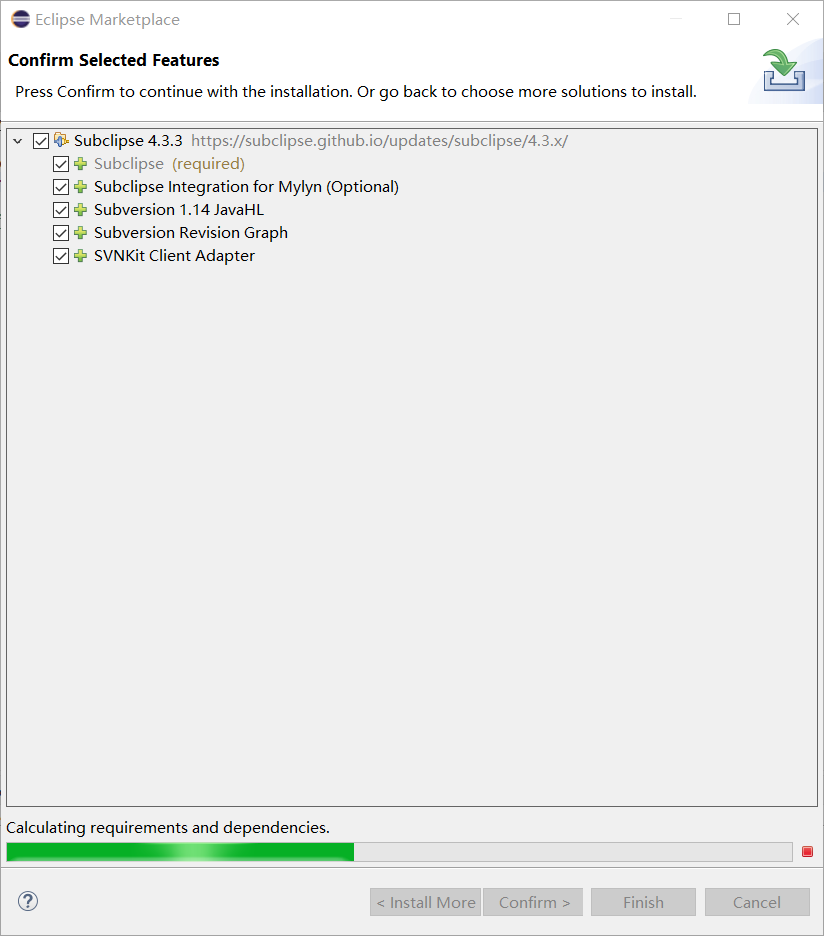 Eclipse Marketplace
Confirm Selected Features
Press Confirm to continue with the installation. Or go back to choose more solutions to install.
Subclipse 4.3.3 https://subclipse.github.io/updates/subclipse/4.3.x/
Subclipse (required)
Subclipse Integration for Mylyn (Optional)
Subversion 1.14 JavaHL
Subversion Revision Graph
SVNKit Client Adapter
Calculating requirements and dependencies.
< Install More Confirm > Finish Cancel